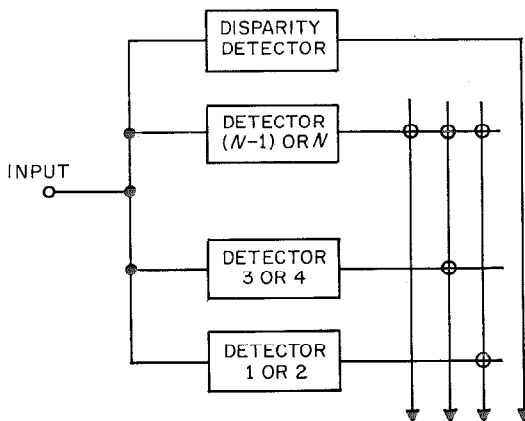 DISPARITY
DETECTOR
DETECTOR
(N-1) OR N
INPUT
DETECTOR
3 OR 4
DETECTOR
1 OR 2